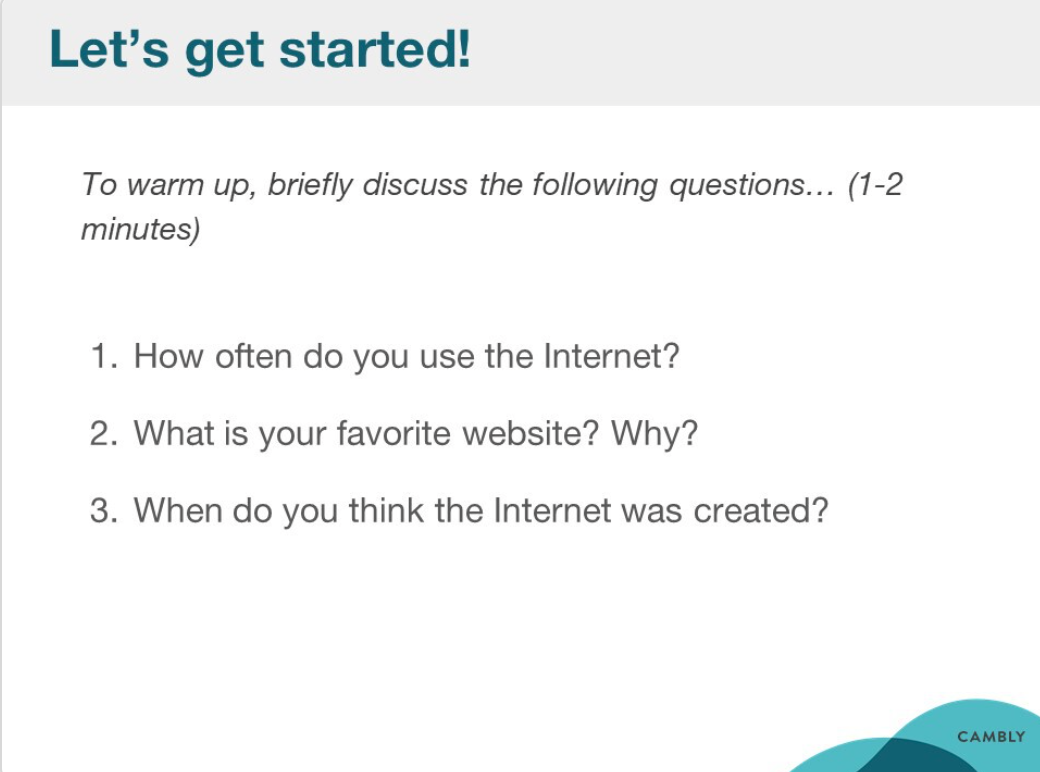 Let’s get started!
To warm up, briefly discuss the following questions… (1-2
minutes)
1. How often do you use the Internet?
2. What is your favorite website? Why?
3. When do you think the Internet was created?
CAMBLY